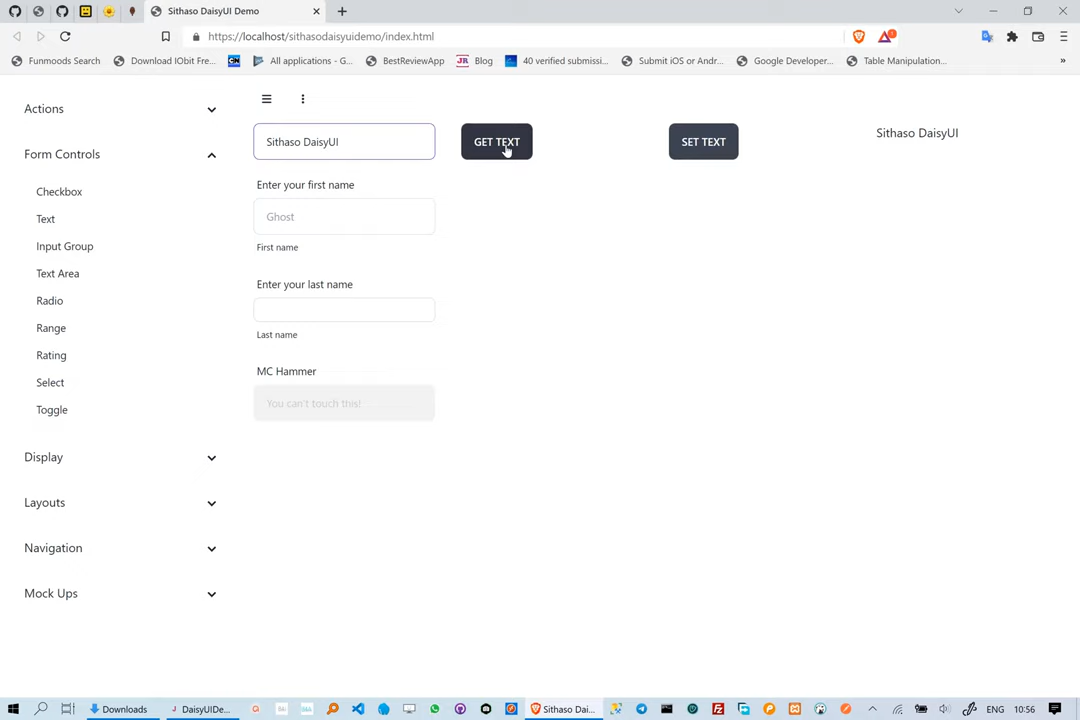 Sithaso DaisyUI Demo
https://localhost/sithasodaisyuidemo/index.html
Funmoods Search
Download IObit Fre...
All applications - G...
BestReviewApp
JR Blog
40 verified submissi...
Submit iOS or Andr...
Google Developer...
Table Manipulation...
»
Actions
Form Controls
Checkbox
Text
Input Group
Text Area
Radio
Range
Rating
Select
Toggle
Display
Layouts
Navigation
Mock Ups
Sithaso DaisyUI
GET TEXT
SET TEXT
Sithaso DaisyUI
Enter your first name
Ghost
First name
Enter your last name
Last name
MC Hammer
You can't touch this!
Downloads
DaisyUIDe...
Sithaso Dai...
ENG
10:56